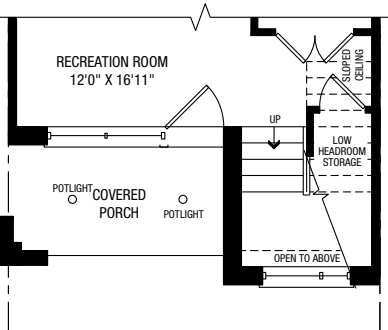 RECREATION ROOM
12'0" X 16'11"
SLOPED
CEILING
UP
LOW
HEADROOM
STORAGE
POTLIGHT
COVERED
PORCH
POTLIGHT
OPEN TO ABOVE